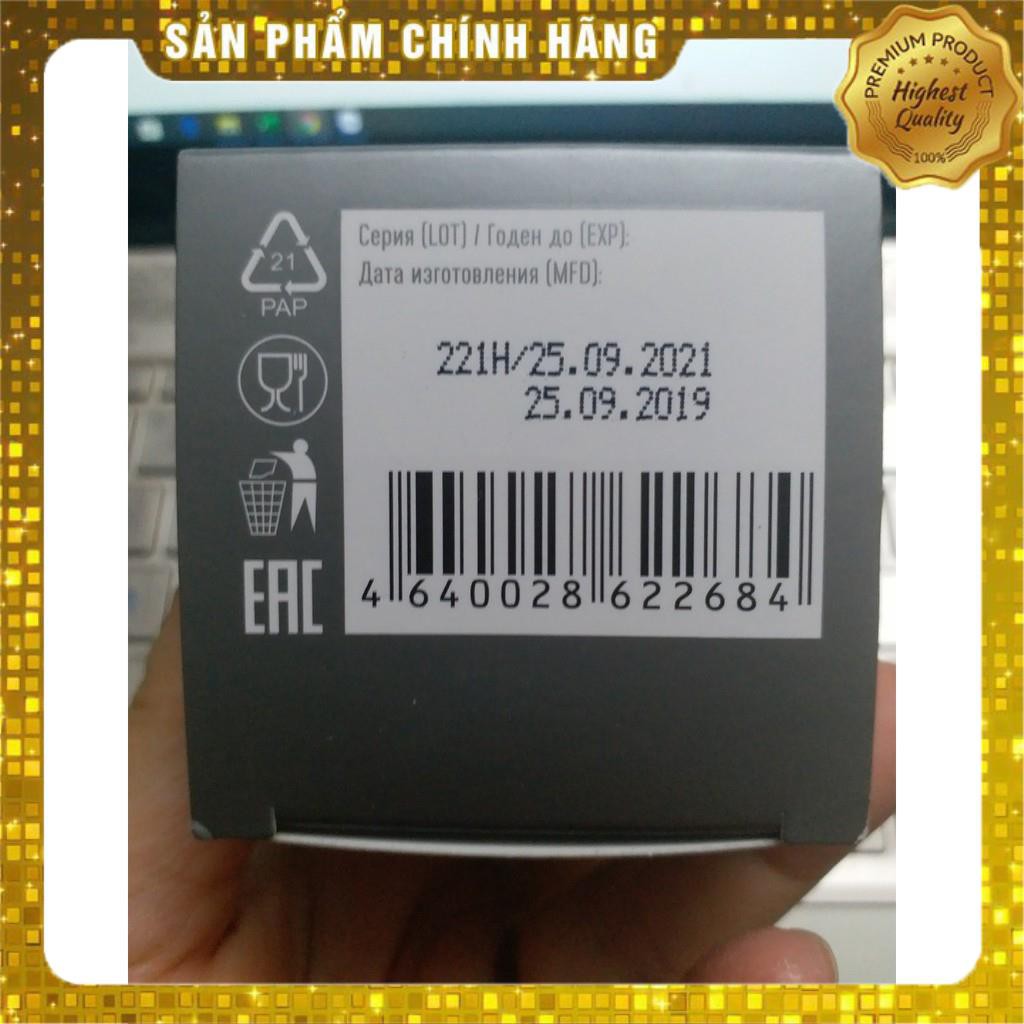 SẢN PHẨM CHÍNH HÃNG
PREMIUM PRODUCT
Highest
Quality
100%
21
PAP
EAC
Серия (LOT) / Годен до (EXP):
Дата изготовления (MFD):
221H/25.09.2021
25.09.2019
4 640028 622684